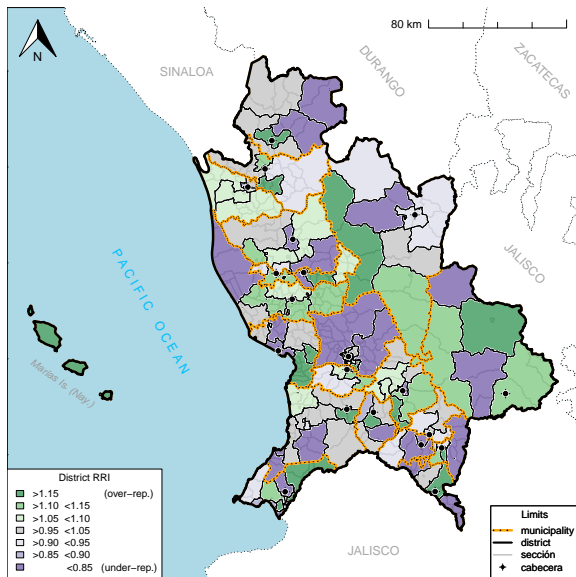 80 km
N
SINALOA
DURANGO
ZACATECAS
JALISCO
PACIFIC OCEAN
Marías Is. (Nay.)
JALISCO
District RRI
>1.15 (over−rep.)
>1.10 <1.15
>1.05 <1.10
>0.95 <1.05
>0.90 <0.95
>0.85 <0.90
<0.85 (under−rep.)
Limits
municipality
district
sección
cabecera